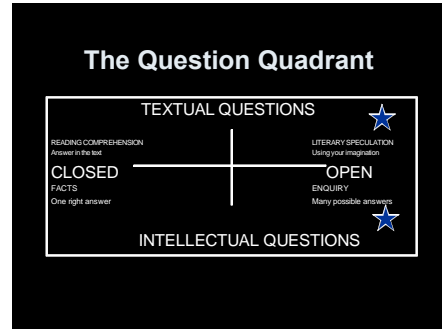 The Question Quadrant
TEXTUAL QUESTIONS
READING COMPREHENSION
Answer in the text
LITERARY SPECULATION
Using your imagination
CLOSED
OPEN
FACTS
One right answer
ENQUIRY
Many possible answers
INTELLECTUAL QUESTIONS